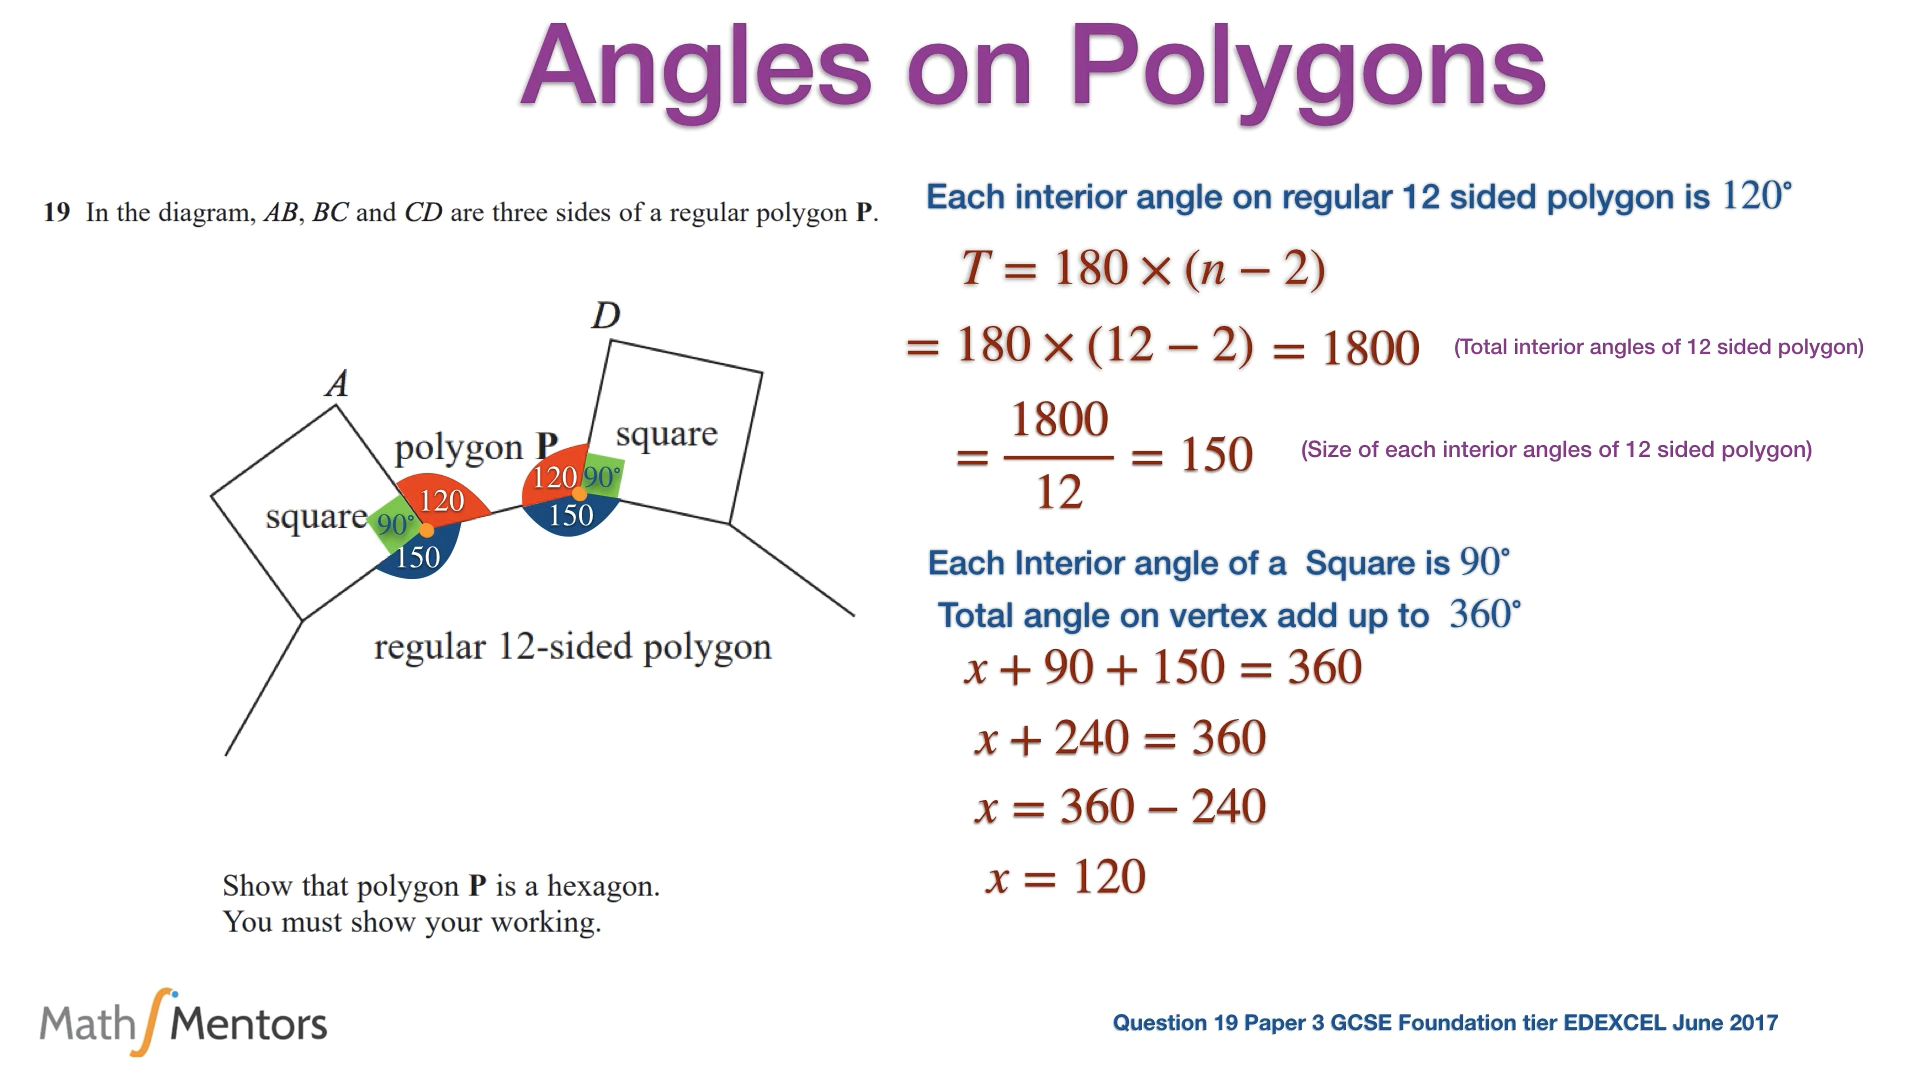 Angles on Polygons
19 In the diagram, AB, BC and CD are three sides of a regular polygon P.
D
A
polygon P
square
120
90°
150
square
90°
120
150
regular 12-sided polygon
Show that polygon P is a hexagon.
You must show your working.
Each interior angle on regular 12 sided polygon is 120°
T = 180 × (n − 2)
= 180 × (12 − 2) = 1800 (Total interior angles of 12 sided polygon)
= 1800/12 = 150 (Size of each interior angles of 12 sided polygon)
Each Interior angle of a Square is 90°
Total angle on vertex add up to 360°
x + 90 + 150 = 360
x + 240 = 360
x = 360 − 240
x = 120
Math Mentors
Question 19 Paper 3 GCSE Foundation tier EDEXCEL June 2017